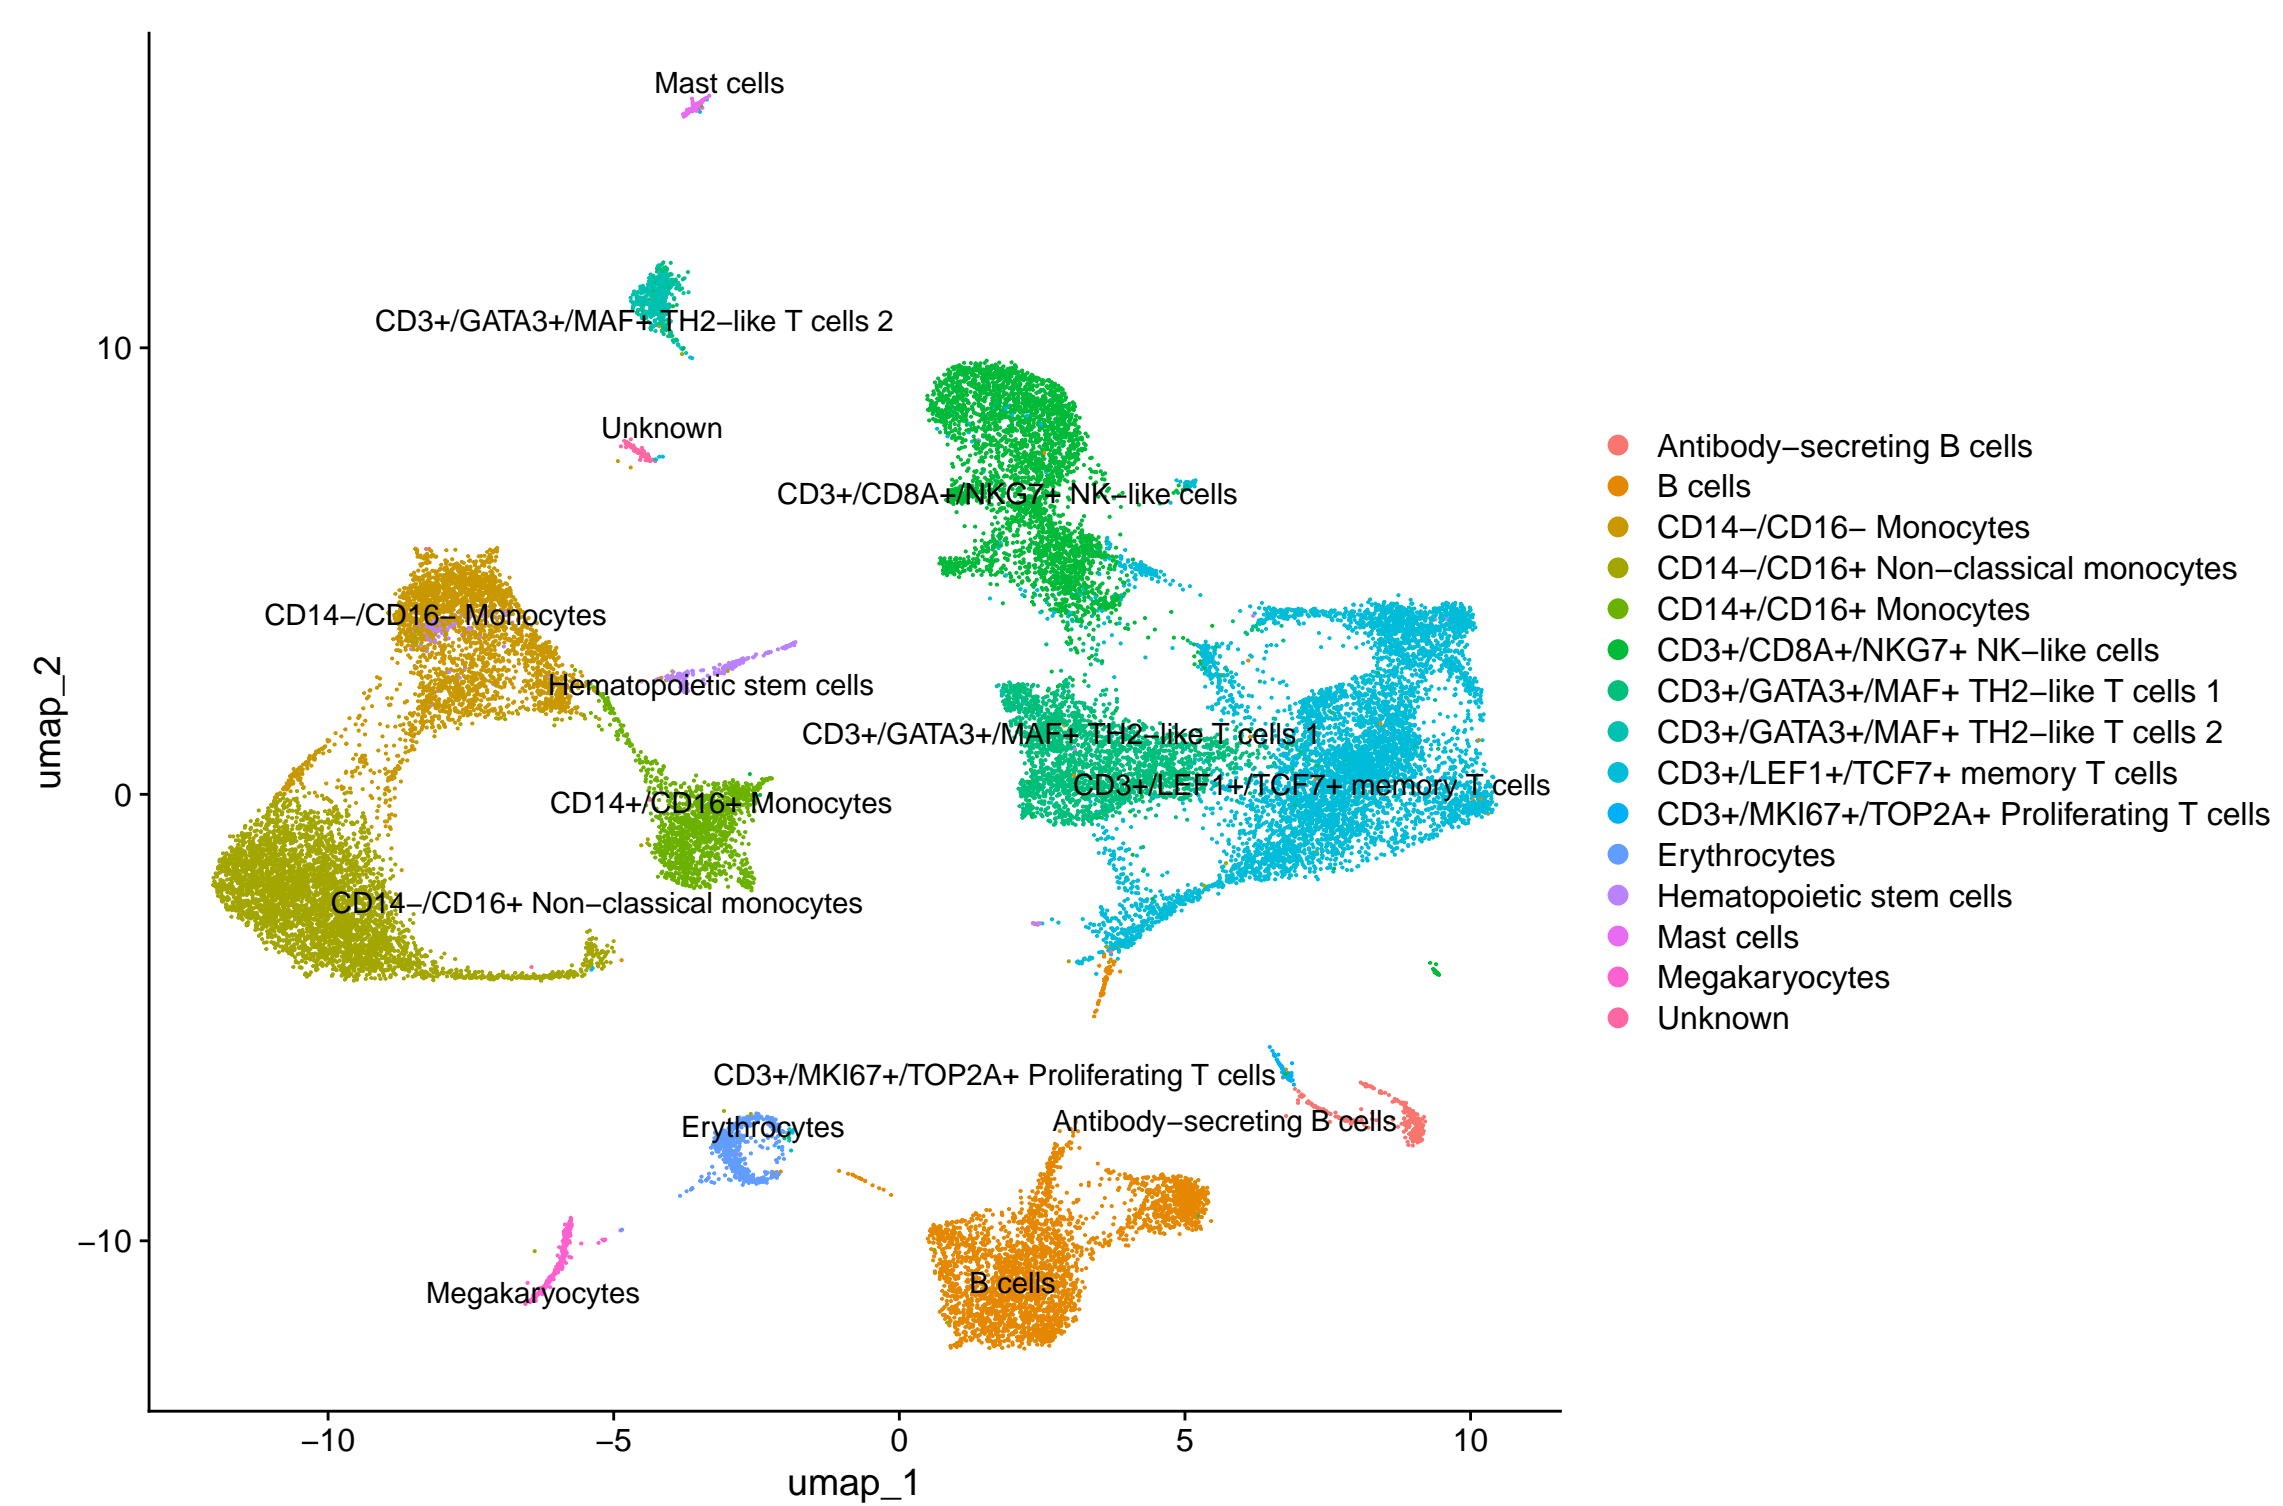 Mast cells
CD3+/GATA3+/MAF+ TH2−like T cells 2
10
Unknown
CD3+/CD8A+/NKG7+ NK−like cells
CD14−/CD16− Monocytes
Hematopoietic stem cells
CD3+/GATA3+/MAF+ TH2−like T cells 1
CD3+/LEF1+/TCF7+ memory T cells
0
CD14+/CD16+ Monocytes
CD14−/CD16+ Non−classical monocytes
CD3+/MKI67+/TOP2A+ Proliferating T cells
Antibody−secreting B cells
Erythrocytes
−10
B cells
Megakaryocytes
umap_2
−10 −5 0 5 10
umap_1
Antibody−secreting B cells
B cells
CD14−/CD16− Monocytes
CD14−/CD16+ Non−classical monocytes
CD14+/CD16+ Monocytes
CD3+/CD8A+/NKG7+ NK−like cells
CD3+/GATA3+/MAF+ TH2−like T cells 1
CD3+/GATA3+/MAF+ TH2−like T cells 2
CD3+/LEF1+/TCF7+ memory T cells
CD3+/MKI67+/TOP2A+ Proliferating T cells
Erythrocytes
Hematopoietic stem cells
Mast cells
Megakaryocytes
Unknown